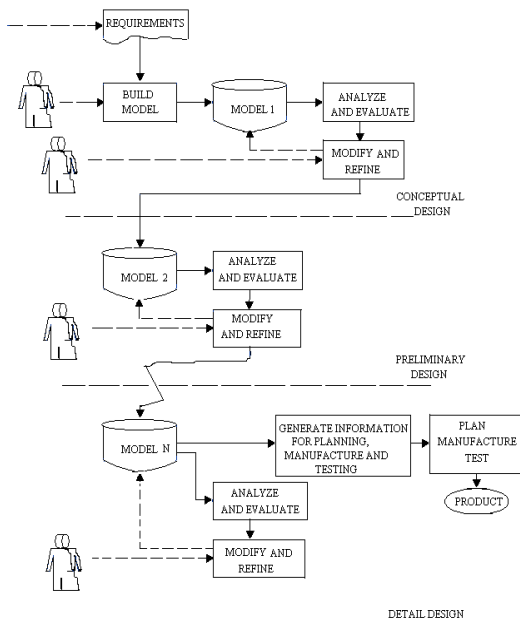 REQUIREMENTS
BUILD
MODEL
MODEL 1
ANALYZE
AND EVALUATE
MODIFY AND
REFINE
CONCEPTUAL
DESIGN
MODEL 2
ANALYZE
AND EVALUATE
MODIFY
AND REFINE
PRELIMINARY
DESIGN
MODEL N
GENERATE INFORMATION
FOR PLANNING,
MANUFACTURE AND
TESTING
PLAN
MANUFACTURE
TEST
PRODUCT
ANALYZE
AND EVALUATE
MODIFY AND
REFINE
DETAIL DESIGN